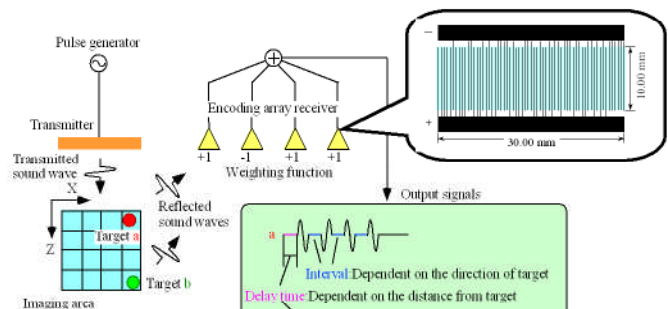 Pulse generator
Transmitter
Transmitted
sound wave
X
Z
Target a
Target b
Imaging area
Reflected
sound waves
Encoding array receiver
+1 -1 +1 +1
Weighting function
−
+
10.00 mm
30.00 mm
Output signals
a
Interval:Dependent on the direction of target
Delay time:Dependent on the distance from target